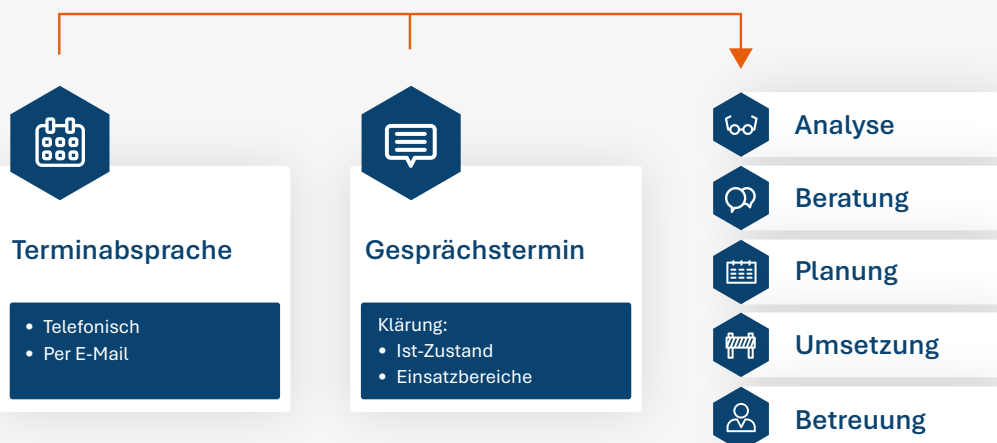 Terminabsprache
• Telefonisch
• Per E-Mail
Gesprächstermin
Klärung:
• Ist-Zustand
• Einsatzbereiche
Analyse
Beratung
Planung
Umsetzung
Betreuung